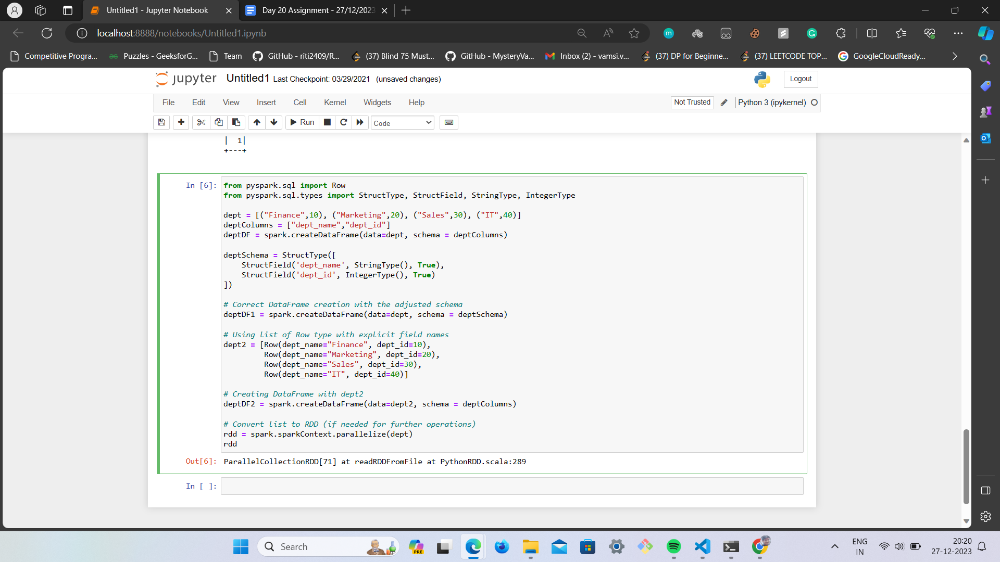 Untitled1 - Jupyter Notebook
Day 20 Assignment - 27/12/2023
localhost:8888/notebooks/Untitled1.ipynb
Competitive Progra...
Puzzles - GeeksforG...
Team
GitHub - riti2409/R...
(37) Blind 75 Must...
GitHub - MysteryVa...
Inbox (2) - vamsi.v...
(37) DP for Beginne...
(37) LEETCODE TOP...
GoogleCloudReady...
jupyter Untitled1 Last Checkpoint: 03/29/2021 (unsaved changes)
Logout
File Edit View Insert Cell Kernel Widgets Help
Not Trusted
Python 3 (ipykernel)
Run
Code
|  1|
+---+
In [6]:
from pyspark.sql import Row
from pyspark.sql.types import StructType, StructField, StringType, IntegerType
dept = [("Finance",10), ("Marketing",20), ("Sales",30), ("IT",40)]
deptColumns = ["dept_name","dept_id"]
deptDF = spark.createDataFrame(data=dept, schema = deptColumns)
deptSchema = StructType([
    StructField('dept_name', StringType(), True),
    StructField('dept_id', IntegerType(), True)
])
# Correct DataFrame creation with the adjusted schema
deptDF1 = spark.createDataFrame(data=dept, schema = deptSchema)
# Using list of Row type with explicit field names
dept2 = [Row(dept_name="Finance", dept_id=10),
         Row(dept_name="Marketing", dept_id=20),
         Row(dept_name="Sales", dept_id=30),
         Row(dept_name="IT", dept_id=40)]
# Creating DataFrame with dept2
deptDF2 = spark.createDataFrame(data=dept2, schema = deptColumns)
# Convert list to RDD (if needed for further operations)
rdd = spark.sparkContext.parallelize(dept)
rdd
Out[6]: ParallelCollectionRDD[71] at readRDDFromFile at PythonRDD.scala:289
In [ ]:
Search
PRE
ENG
IN
20:20
27-12-2023